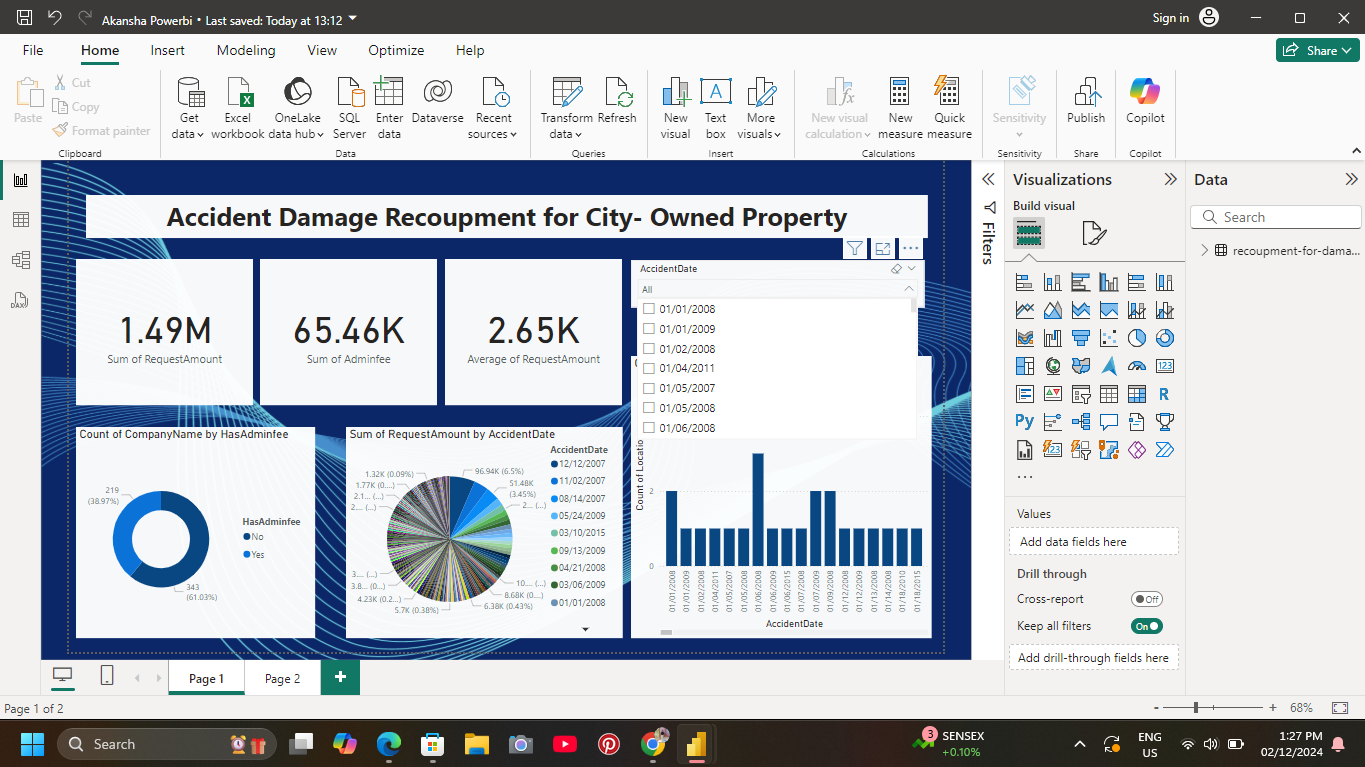 Akansha Powerbi • Last saved: Today at 13:12
Sign in
File Home Insert Modeling View Optimize Help
Share
Paste
Cut
Copy
Format painter
Clipboard
Get data
Excel workbook
OneLake data hub
SQL Server
Enter data
Dataverse
Recent sources
Data
Transform data
Refresh
Queries
New visual
Text box
More visuals
Insert
New visual calculation
New measure
Quick measure
Calculations
Sensitivity
Sensitivity
Publish
Share
Copilot
Copilot
Accident Damage Recoupment for City- Owned Property
1.49M
Sum of RequestAmount
65.46K
Sum of Adminfee
2.65K
Average of RequestAmount
AccidentDate
All
01/01/2008
01/01/2009
01/02/2008
01/04/2011
01/05/2007
01/05/2008
01/06/2008
Count of CompanyName by HasAdminfee
219
(38.97%)
343
(61.03%)
HasAdminfee
No
Yes
Sum of RequestAmount by AccidentDate
1.32K (0.09%)
1.77K (0....)
2.1... (...)
2.... (...)
3.... (...)
3.8... (0...)
4.23K (0.2...)
5.7K (0.38%)
96.94K (6.5%)
51.48K
(3.45%)
2... (...)
10.... (...)
8.68K (0....)
6.38K (0.43%)
AccidentDate
12/12/2007
11/02/2007
08/14/2007
05/24/2009
03/10/2015
09/13/2009
04/21/2008
03/06/2009
01/01/2008
Count of Locatio
2
0
01/01/2008
01/01/2009
01/02/2008
01/04/2011
01/05/2007
01/05/2008
01/06/2008
01/06/2009
01/06/2015
01/07/2008
01/07/2009
01/09/2008
01/12/2008
01/12/2009
01/13/2008
01/14/2008
01/18/2010
01/18/2015
AccidentDate
Filters
Visualizations
Build visual
123
R
Py
123
...
Values
Add data fields here
Drill through
Cross-report
Off
Keep all filters
On
Add drill-through fields here
Data
Search
recoupment-for-dama...
Page 1
Page 2
+
Page 1 of 2
- + 68%
Search
3
SENSEX
+0.10%
ENG
US
1:27 PM
02/12/2024